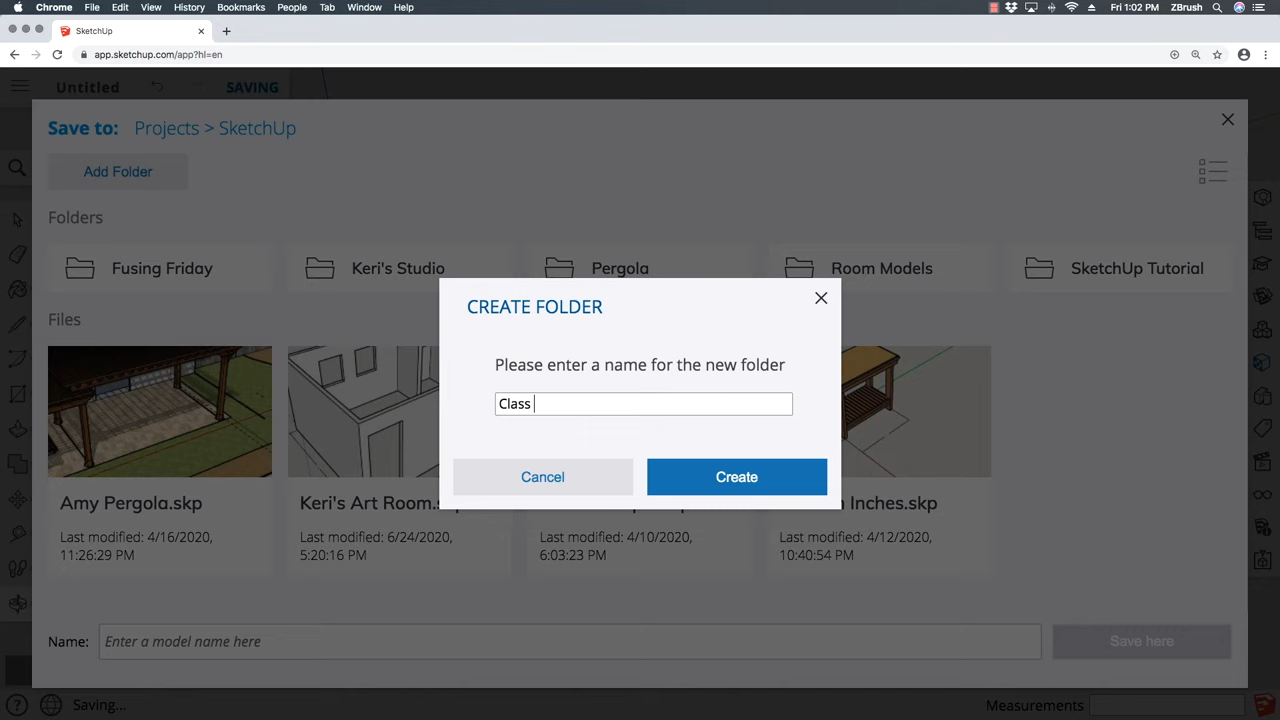 Chrome File Edit View History Bookmarks People Tab Window Help Fri 1:02 PM ZBrush
SketchUp
app.sketchup.com/app?hl=en
Untitled SAVING
Save to: Projects > SketchUp
Add Folder
Folders
Fusing Friday Keri's Studio Pergola Room Models SketchUp Tutorial
CREATE FOLDER
Files
Please enter a name for the new folder
Class
Cancel Create
Amy Pergola.skp Keri's Art Room.s Inches.skp
Last modified: 4/16/2020, Last modified: 6/24/2020, Last modified: 4/10/2020, Last modified: 4/12/2020,
11:26:29 PM 5:20:16 PM 6:03:23 PM 10:40:54 PM
Name: Enter a model name here Save here
Saving... Measurements